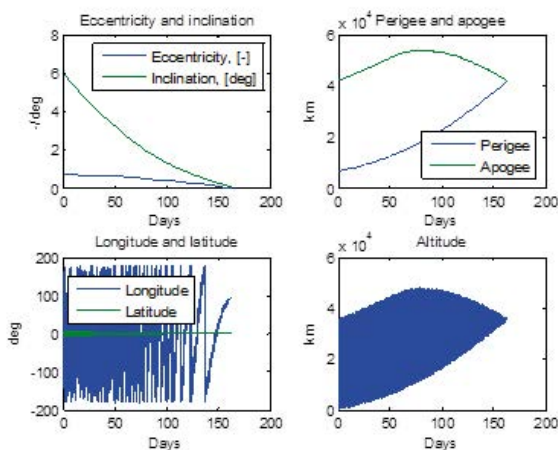 Eccentricity and inclination
8
6
4
2
0
-/deg
Eccentricity, [-]
Inclination, [deg]
0 50 100 150 200
Days
Perigee and apogee
x 10^4
6
4
2
0
km
Perigee
Apogee
0 50 100 150 200
Days
Longitude and latitude
200
100
0
-100
-200
deg
Longitude
Latitude
0 50 100 150 200
Days
Altitude
x 10^4
6
4
2
0
km
0 50 100 150 200
Days